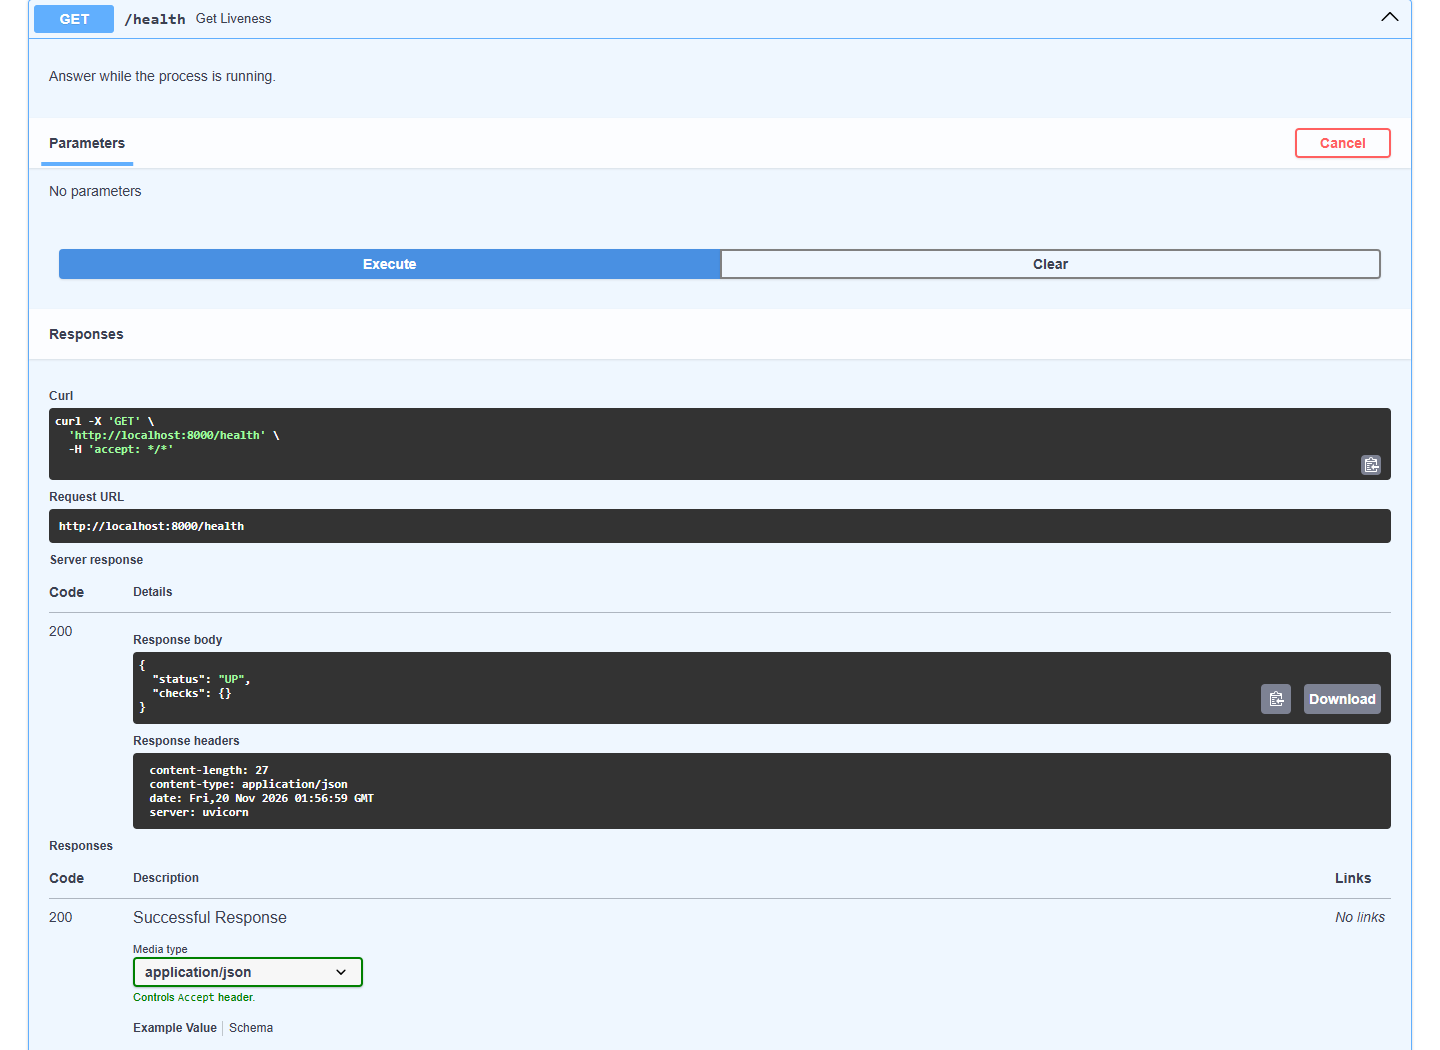 GET /health Get Liveness
Answer while the process is running.
Parameters
Cancel
No parameters
Execute
Clear
Responses
Curl
curl -X 'GET' \
  'http://localhost:8000/health' \
  -H 'accept: */*'
Request URL
http://localhost:8000/health
Server response
Code Details
200
Response body
{
  "status": "UP",
  "checks": {}
}
Download
Response headers
content-length: 27
content-type: application/json
date: Fri,20 Nov 2026 01:56:59 GMT
server: uvicorn
Responses
Code Description Links
200 Successful Response No links
Media type
application/json
Controls Accept header.
Example Value Schema